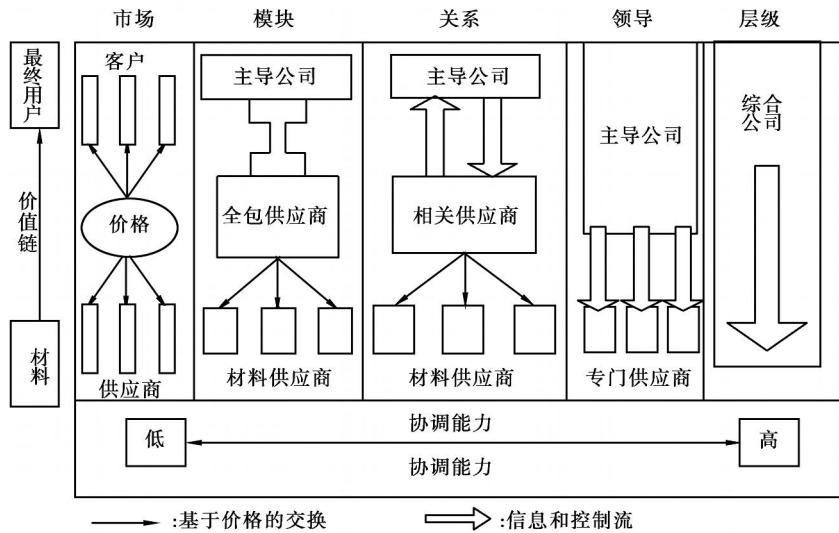 市场 模块 关系 领导 层级
最终用户
价值链
材料
客户
价格
供应商
主导公司
全包供应商
材料供应商
主导公司
相关供应商
材料供应商
主导公司
专门供应商
综合
公司
协调能力
低 高
协调能力
:基于价格的交换 :信息和控制流